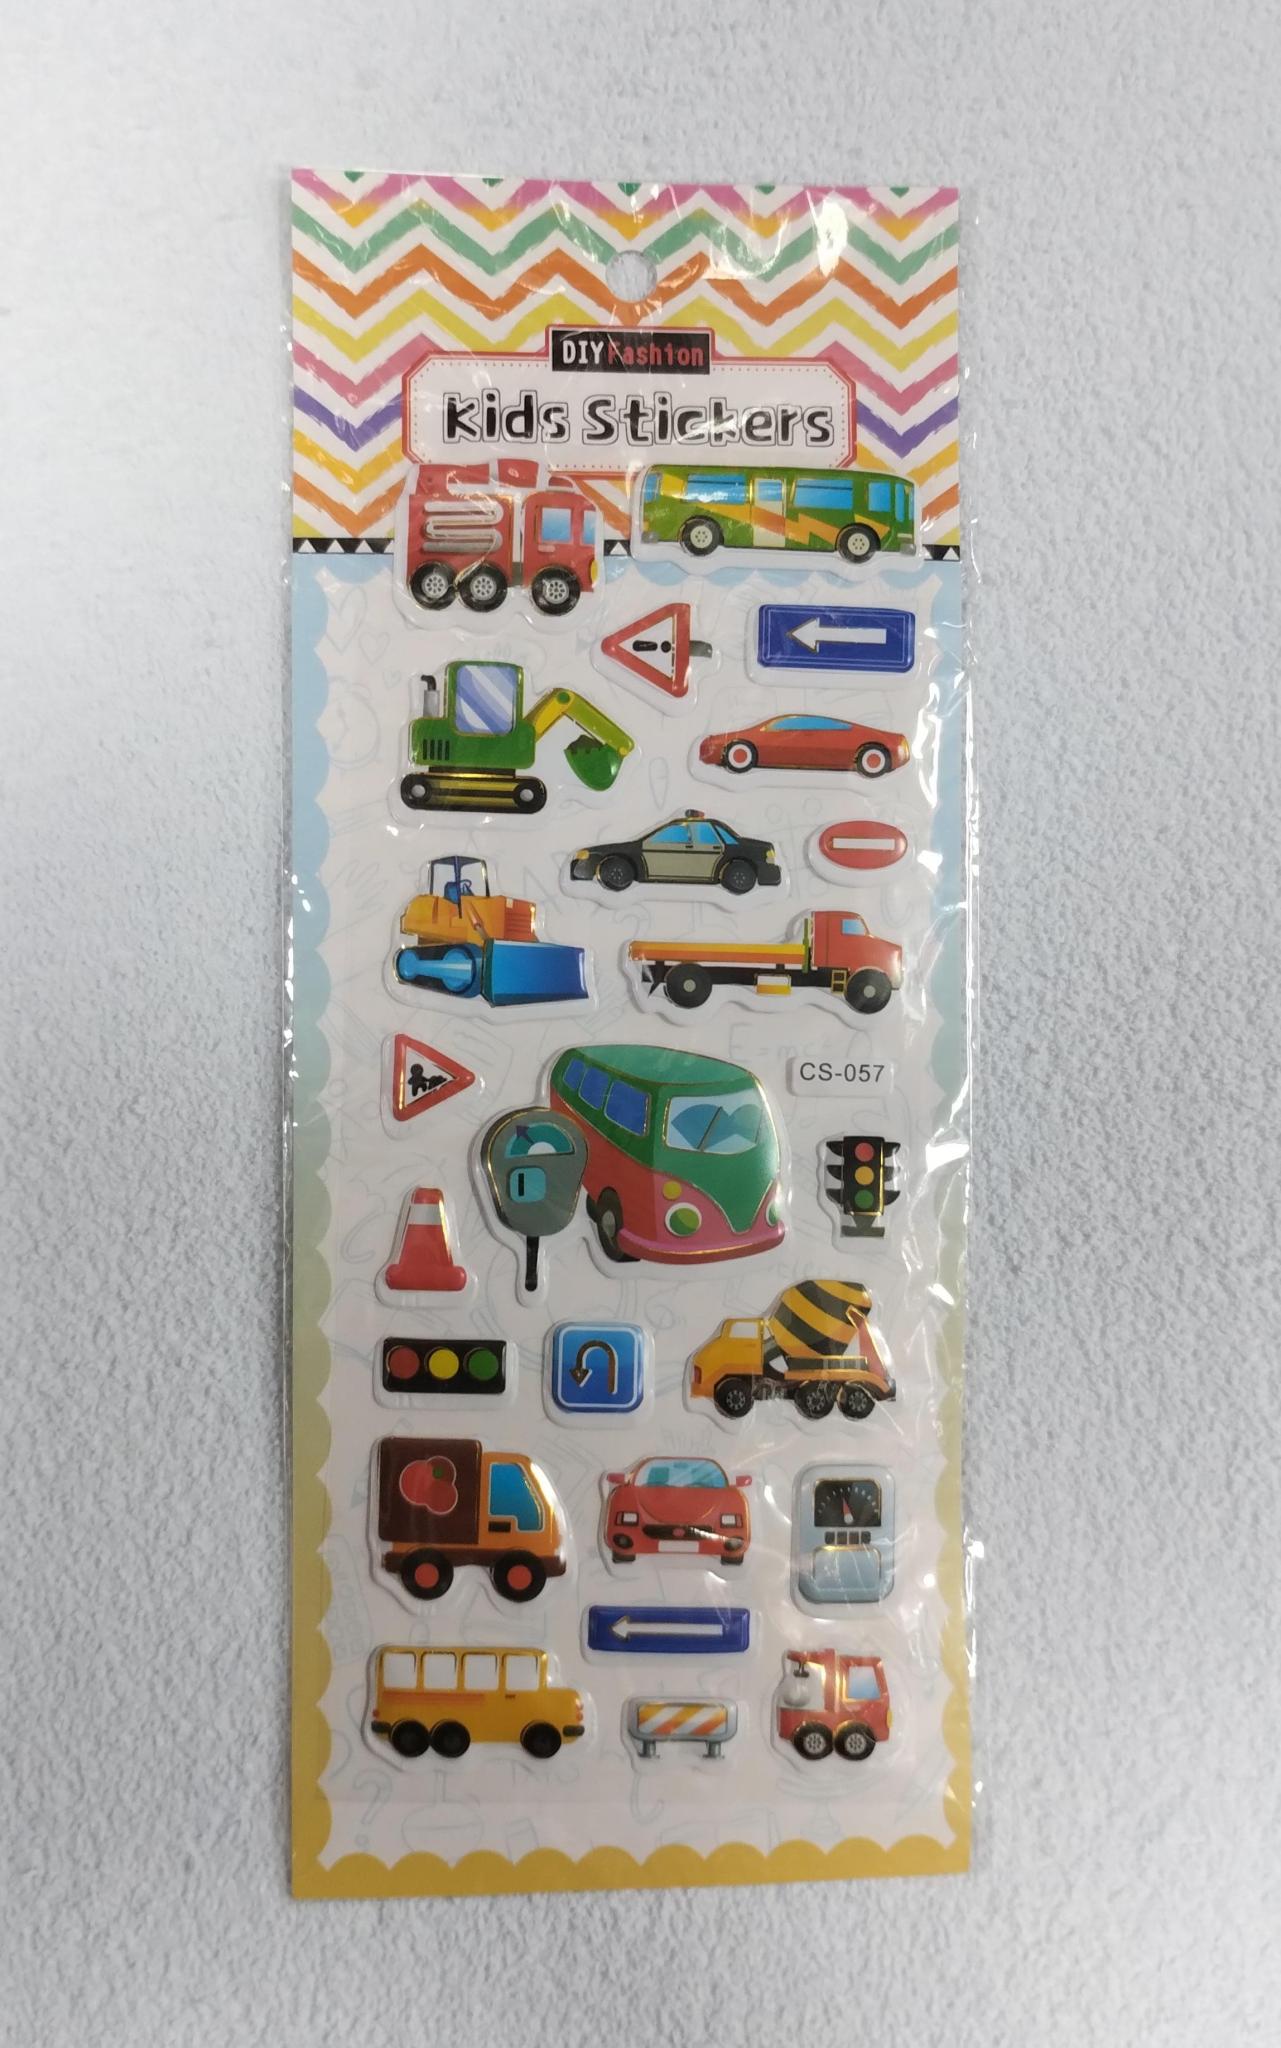 DIY Fashion
Kids Stickers
CS-057